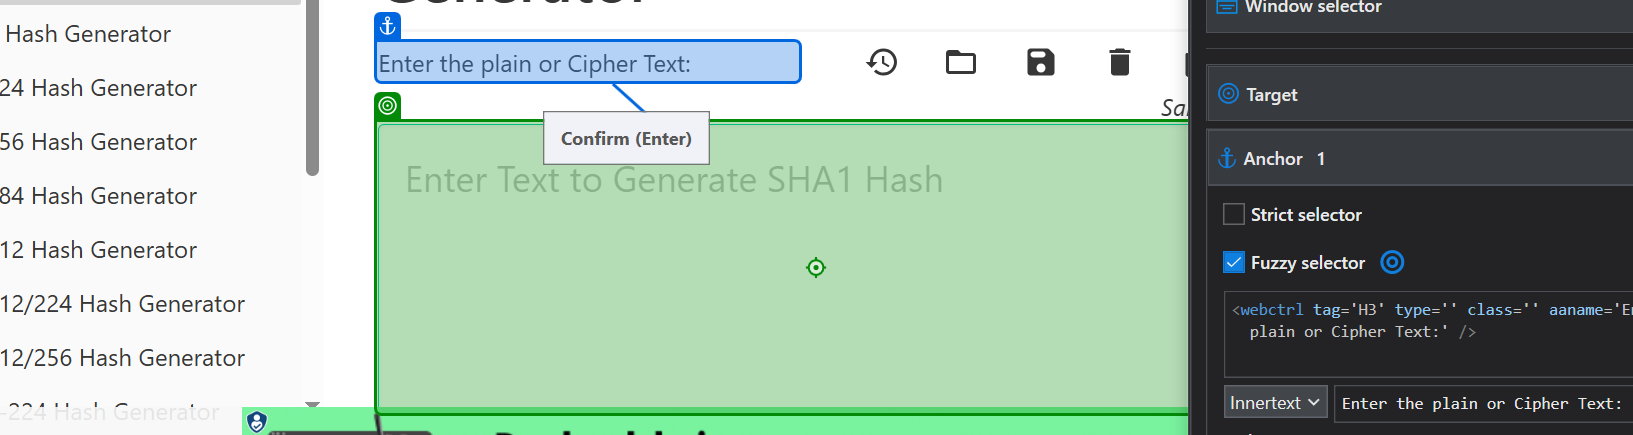 Generator
Hash Generator
24 Hash Generator
56 Hash Generator
84 Hash Generator
12 Hash Generator
12/224 Hash Generator
12/256 Hash Generator
-224 Hash Generator
Enter the plain or Cipher Text:
Confirm (Enter)
Enter Text to Generate SHA1 Hash
Window selector
Target
Anchor 1
Strict selector
Fuzzy selector
<webctrl tag='H3' type='' class='' aaname='En
plain or Cipher Text:' />
Innertext
Enter the plain or Cipher Text: